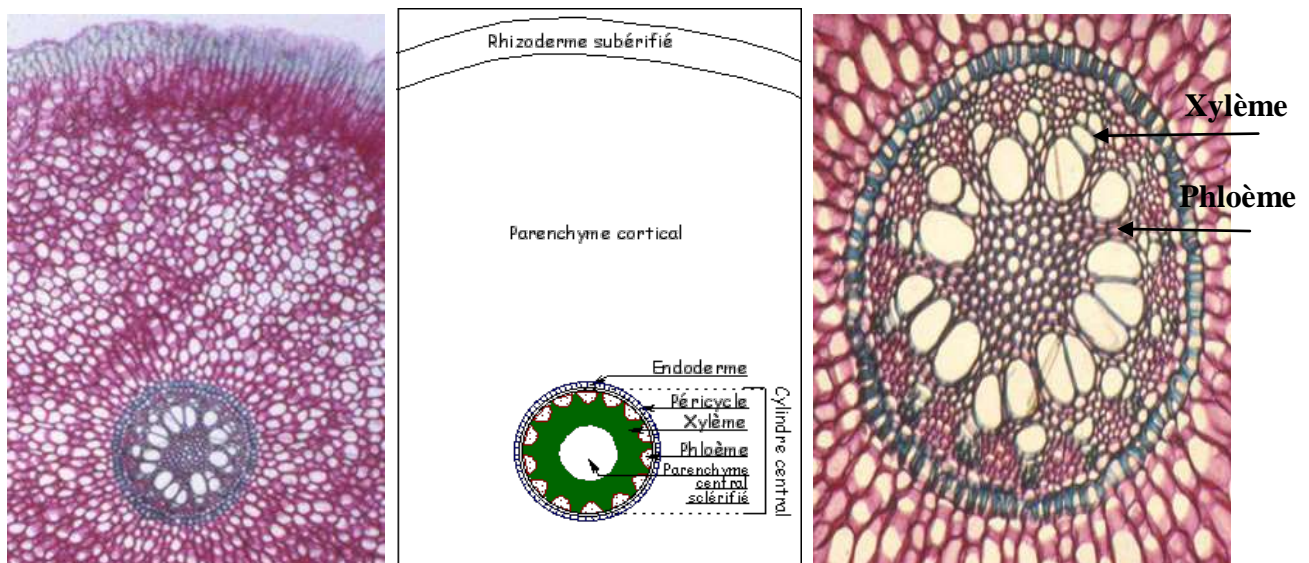 Rhizoderme subérifié
Parenchyme cortical
Endoderme
Péricycle
Xylème
Phloème
Parenchyme
central
sclérifié
Cylindre central
Xylème
Phloème